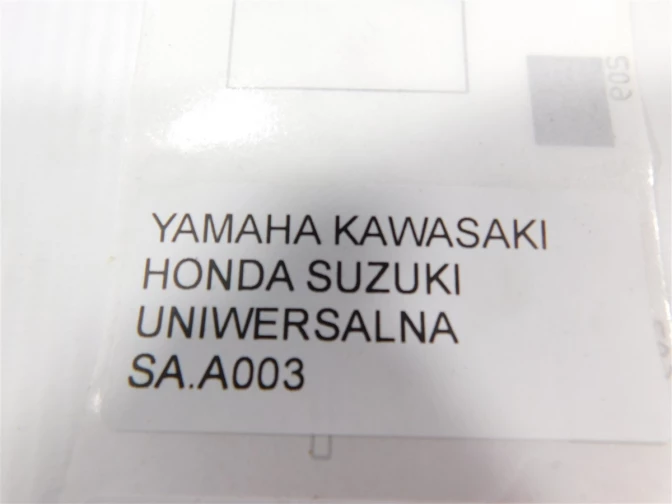 YAMAHA KAWASAKI
HONDA SUZUKI
UNIWERSALNA
SA.A003